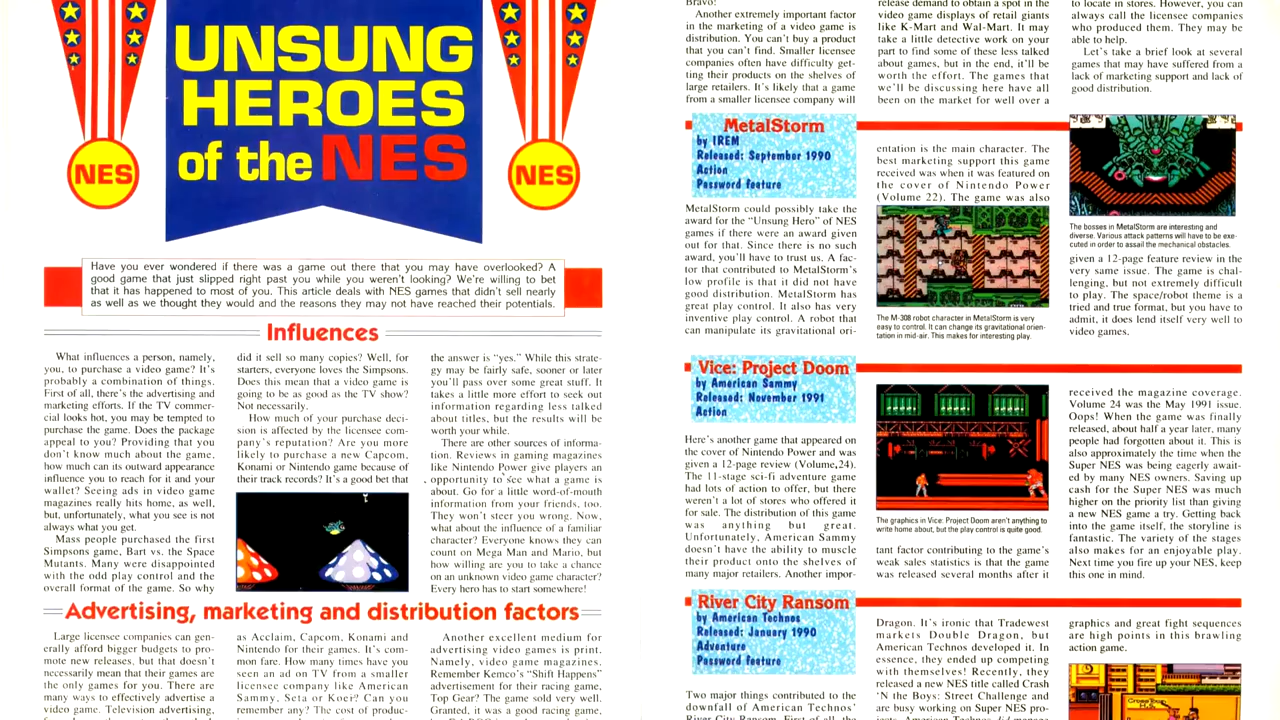 UNSUNG
HEROES
of the NES
NES
NES
Have you ever wondered if there was a game out there that you may have overlooked? A
good game that just slipped right past you while you weren't looking? We're willing to bet
that it has happened to most of you. This article deals with NES games that didn't sell nearly
as well as we thought they would and the reasons they may not have reached their potentials.
Influences
What influences a person, namely,
you, to purchase a video game? It's
probably a combination of things.
First of all, there's the advertising and
marketing efforts. If the TV commer-
cial looks hot, you may be tempted to
purchase the game. Does the package
appeal to you? Providing that you
don't know much about the game,
how much can its outward appearance
influence you to reach for it and your
wallet? Seeing ads in video game
magazines really hits home, as well,
but, unfortunately, what you see is not
always what you get.
Mass people purchased the first
Simpsons game, Bart vs. the Space
Mutants. Many were disappointed
with the odd play control and the
overall format of the game. So why
did it sell so many copies? Well, for
starters, everyone loves the Simpsons.
Does this mean that a video game is
going to be as good as the TV show?
Not necessarily.
How much of your purchase deci-
sion is affected by the licensee com-
pany's reputation? Are you more
likely to purchase a new Capcom,
Konami or Nintendo game because of
their track records? It's a good bet that
the answer is "yes." While this strate-
gy may be fairly safe, sooner or later
you'll pass over some great stuff. It
takes a little more effort to seek out
information regarding less talked
about titles, but the results will be
worth your while.
There are other sources of informa-
tion. Reviews in gaming magazines
like Nintendo Power give players an
opportunity to see what a game is
about. Go for a little word-of-mouth
information from your friends, too.
They won't steer you wrong. Now,
what about the influence of a familiar
character? Everyone knows they can
count on Mega Man and Mario, but
how willing are you to take a chance
on an unknown video game character?
Every hero has to start somewhere!
Advertising, marketing and distribution factors
Large licensee companies can gen-
erally afford bigger budgets to pro-
mote new releases, but that doesn't
necessarily mean that their games are
the only games for you. There are
many ways to effectively advertise a
video game. Television advertising,
as Acclaim, Capcom, Konami and
Nintendo for their games. It's com-
mon fare. How many times have you
seen an ad on TV from a smaller
licensee company like American
Sammy, Seta or Koei? Can you
remember any? The cost of produc-
Another excellent medium for
advertising video games is print.
Namely, video game magazines.
Remember Kemco's "Shift Happens"
advertisement for their racing game,
Top Gear? The game sold very well.
Granted, it was a good racing game,
Bravo!
Another extremely important factor
in the marketing of a video game is
distribution. You can't buy a product
that you can't find. Smaller licensee
companies often have difficulty get-
ting their products on the shelves of
large retailers. It's likely that a game
from a smaller licensee company will
release demand to obtain a spot in the
video game displays of retail giants
like K-Mart and Wal-Mart. It may
take a little detective work on your
part to find some of these less talked
about games, but in the end, it'll be
worth the effort. The games that
we'll be discussing here have all
been on the market for well over a
to locate in stores. However, you can
always call the licensee companies
who produced them. They may be
able to help.
Let's take a brief look at several
games that may have suffered from a
lack of marketing support and lack of
good distribution.
MetalStorm
by IREM
Released: September 1990
Action
Password feature
MetalStorm could possibly take the
award for the "Unsung Hero" of NES
games if there were an award given
out for that. Since there is no such
award, you'll have to trust us. A fac-
tor that contributed to MetalStorm's
low profile is that it did not have
good distribution. MetalStorm has
great play control. It also has very
inventive play control. A robot that
can manipulate its gravitational ori-
entation is the main character. The
best marketing support this game
received was when it was featured on
the cover of Nintendo Power
(Volume 22). The game was also
The M-308 robot character in MetalStorm is very
easy to control. It can change its gravitational orien-
tation in mid-air. This makes for interesting play.
The bosses in MetalStorm are interesting and
diverse. Various attack patterns will have to be exe-
cuted in order to assail the mechanical obstacles.
given a 12-page feature review in the
very same issue. The game is chal-
lenging, but not extremely difficult
to play. The space/robot theme is a
tried and true format, but you have to
admit, it does lend itself very well to
video games.
Vice: Project Doom
by American Sammy
Released: November 1991
Action
Here's another game that appeared on
the cover of Nintendo Power and was
given a 12-page review (Volume,24).
The 11-stage sci-fi adventure game
had lots of action to offer, but there
weren't a lot of stores who offered it
for sale. The distribution of this game
was anything but great.
Unfortunately, American Sammy
doesn't have the ability to muscle
their product onto the shelves of
many major retailers. Another impor-
The graphics in Vice: Project Doom aren't anything to
write home about, but the play control is quite good.
tant factor contributing to the game's
weak sales statistics is that the game
was released several months after it
received the magazine coverage.
Volume 24 was the May 1991 issue.
Oops! When the game was finally
released, about half a year later, many
people had forgotten about it. This is
also approximately the time when the
Super NES was being eagerly await-
ed by many NES owners. Saving up
cash for the Super NES was much
higher on the priority list than giving
a new NES game a try. Getting back
into the game itself, the storyline is
fantastic. The variety of the stages
also makes for an enjoyable play.
Next time you fire up your NES, keep
this one in mind.
River City Ransom
by American Technos
Released: January 1990
Adventure
Password feature
Two major things contributed to the
downfall of American Technos'
River City Ransom. First of all, the
Dragon. It's ironic that Tradewest
markets Double Dragon, but
American Technos developed it. In
essence, they ended up competing
with themselves! Recently, they
released a new NES title called Crash
'N the Boys: Street Challenge and
are busy working on Super NES pro-
graphics and great fight sequences
are high points in this brawling
action game.